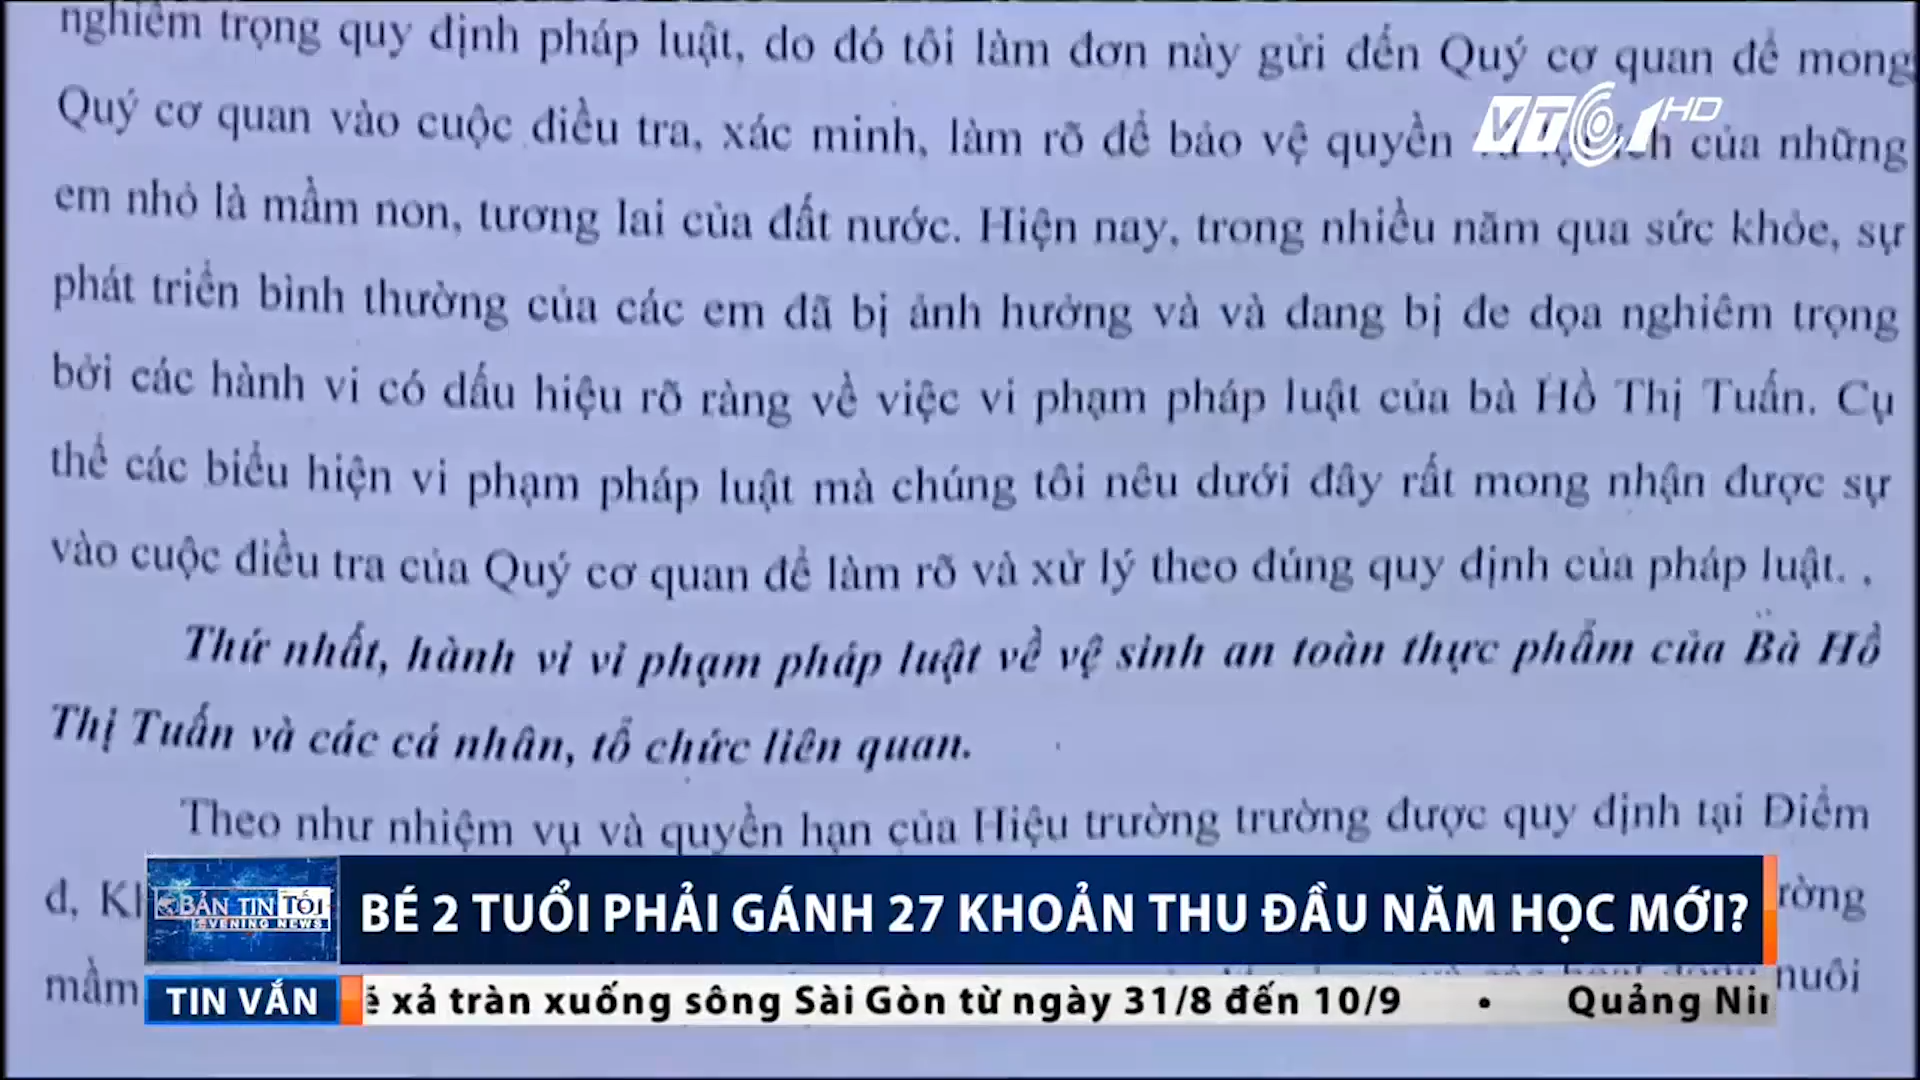 nghiêm trọng quy định pháp luật, do đó tôi làm đơn này gửi đến Quý cơ quan để mong
Quý cơ quan vào cuộc điều tra, xác minh, làm rõ để bảo vệ quyền của những
VTC1 HD
em nhỏ là mầm non, tương lai của đất nước. Hiện nay, trong nhiều năm qua sức khỏe, sự
phát triển bình thường của các em đã bị ảnh hưởng và và đang bị đe dọa nghiêm trọng
bởi các hành vi có dấu hiệu rõ ràng về việc vi phạm pháp luật của bà Hồ Thị Tuấn. Cụ
thể các biểu hiện vi phạm pháp luật mà chúng tôi nêu dưới đây rất mong nhận được sự
vào cuộc điều tra của Quý cơ quan để làm rõ và xử lý theo đúng quy định của pháp luật. .
Thứ nhất, hành vi vi phạm pháp luật về vệ sinh an toàn thực phẩm của Bà Hồ
Thị Tuấn và các cá nhân, tổ chức liên quan.
Theo như nhiệm vụ và quyền hạn của Hiệu trường trường được quy định tại Điểm
đ,
BẢN TIN TỐI
EVENING NEWS
BÉ 2 TUỔI PHẢI GÁNH 27 KHOẢN THU ĐẦU NĂM HỌC MỚI?
mầm nuôi
TIN VẮN
xả tràn xuống sông Sài Gòn từ ngày 31/8 đến 10/9 • Quảng